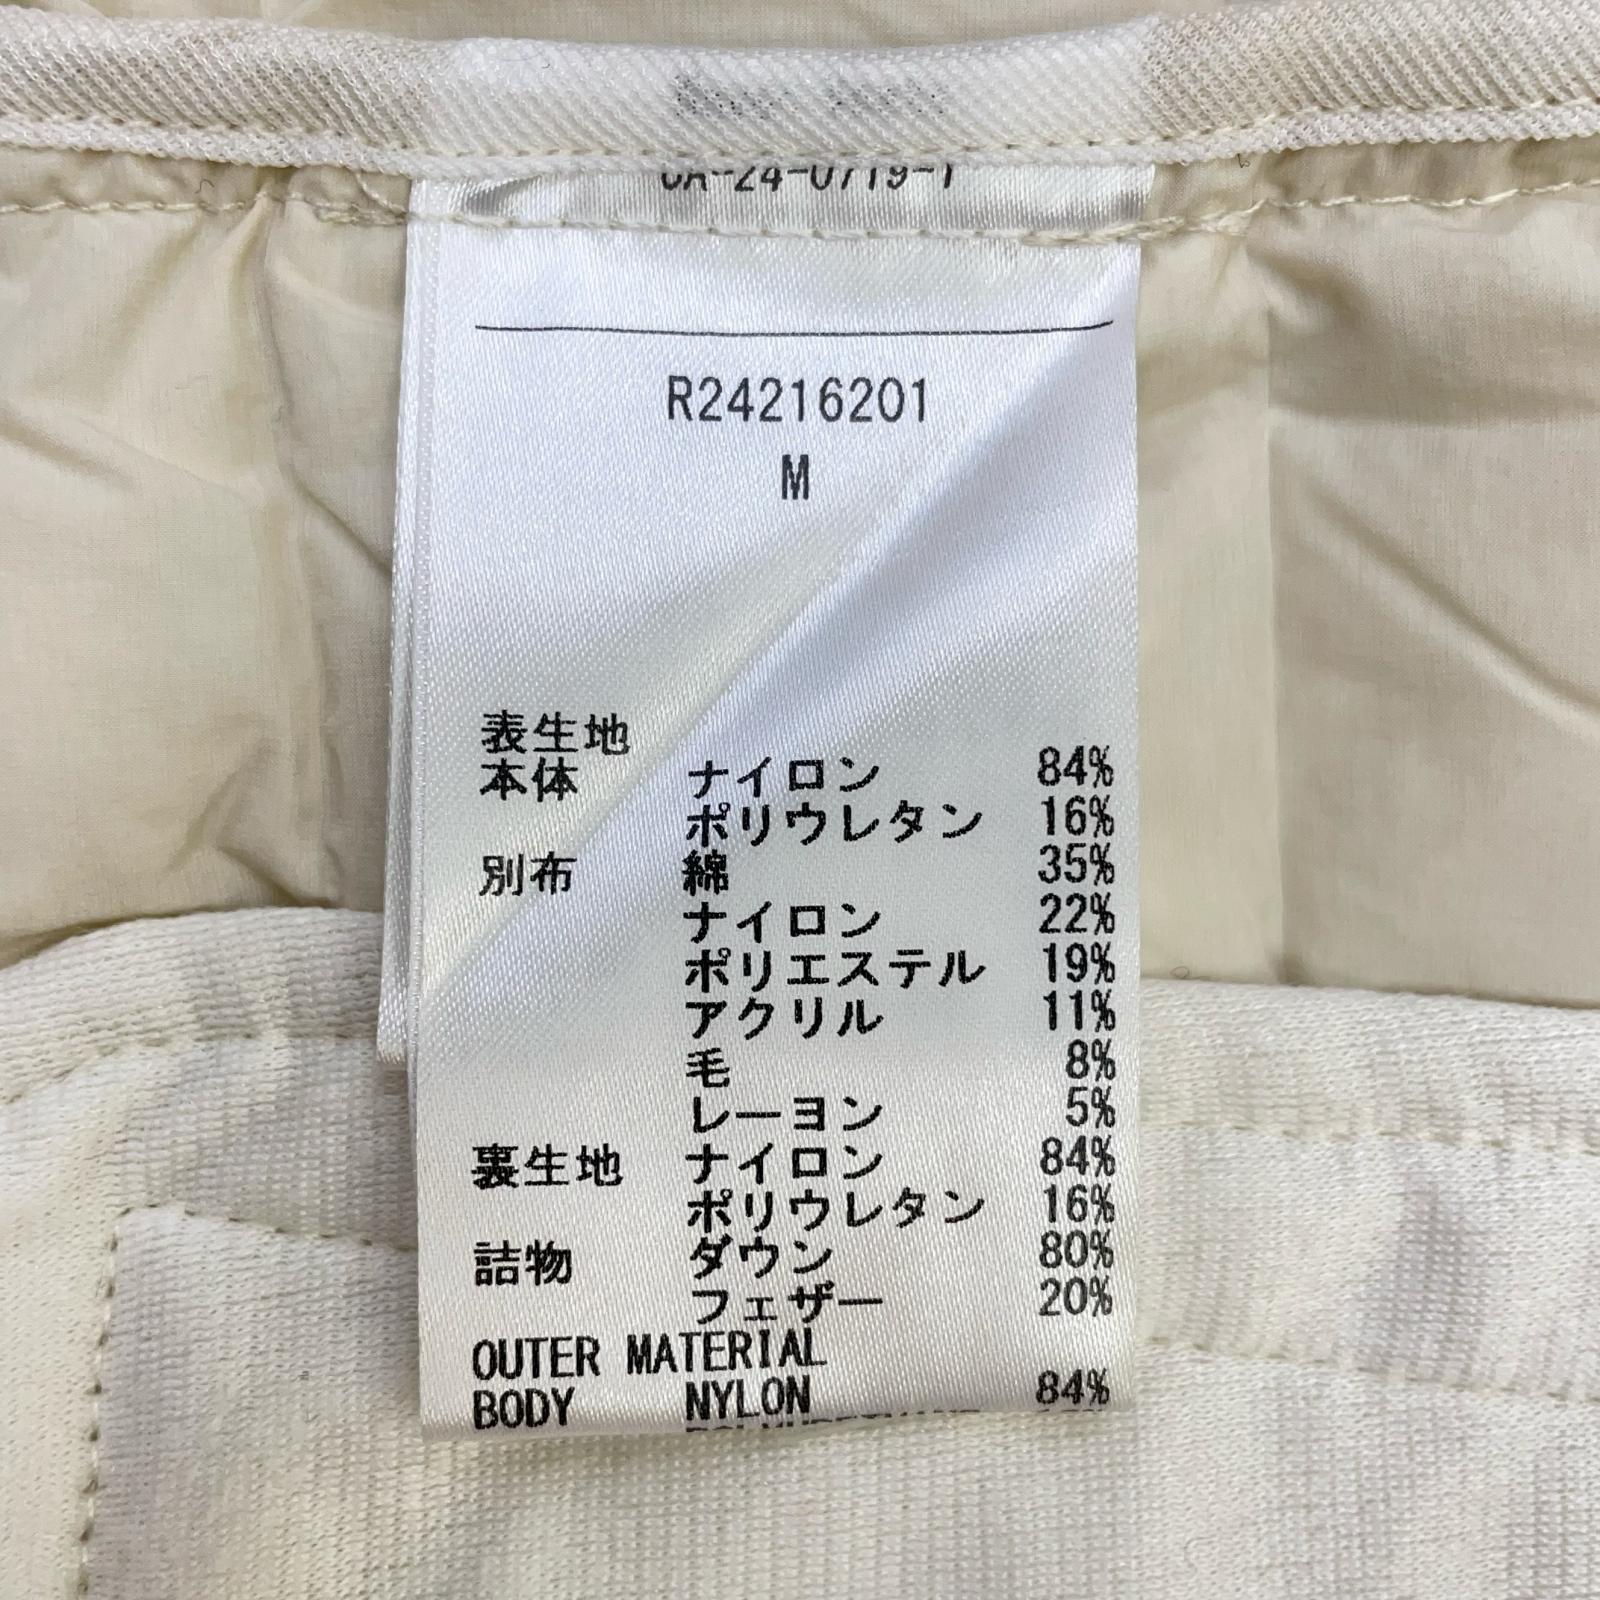 R24216201
M
表生地
本体 ナイロン 84%
ポリウレタン 16%
別布 綿 35%
ナイロン 22%
ポリエステル 19%
アクリル 11%
毛 8%
レーヨン 5%
裏生地 ナイロン 84%
ポリウレタン 16%
詰物 ダウン 80%
フェザー 20%
OUTER MATERIAL
BODY NYLON 84%